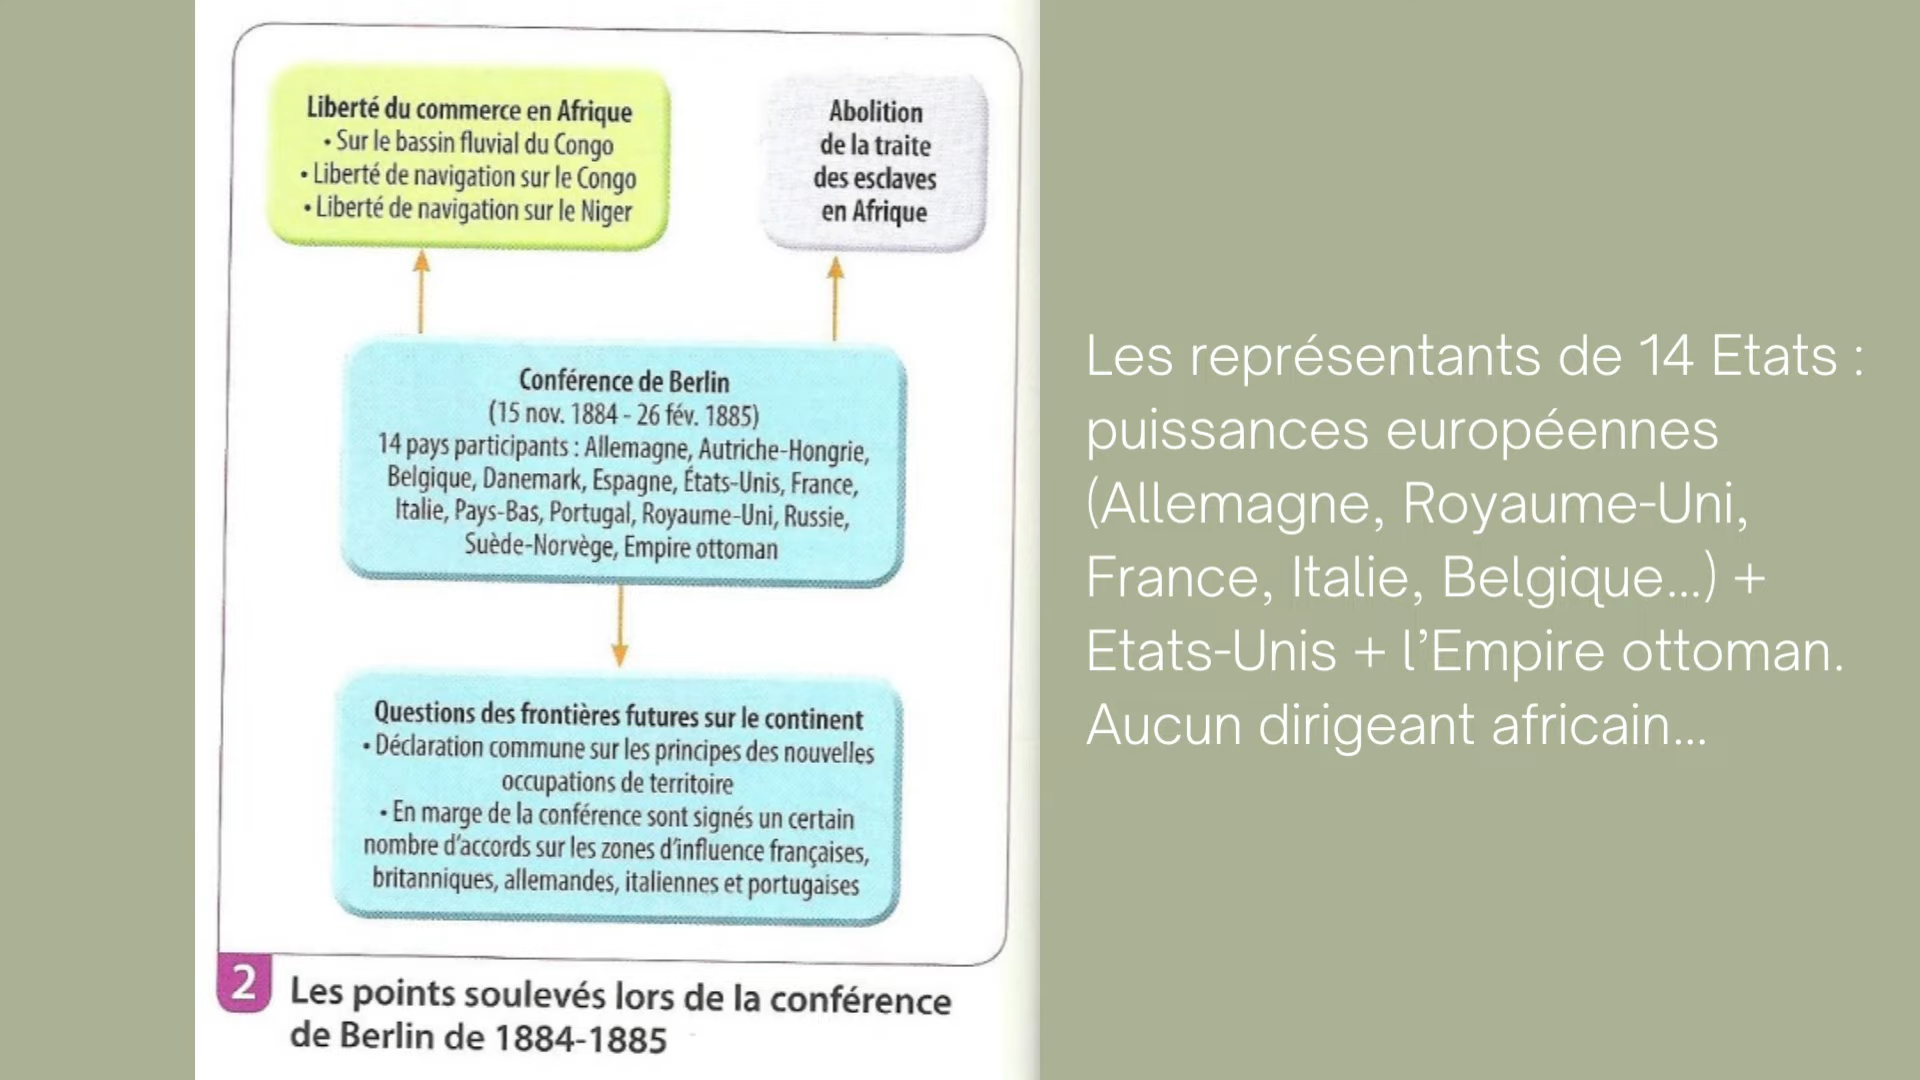 Liberté du commerce en Afrique
• Sur le bassin fluvial du Congo
• Liberté de navigation sur le Congo
• Liberté de navigation sur le Niger
Abolition
de la traite
des esclaves
en Afrique
Conférence de Berlin
(15 nov. 1884 - 26 fév. 1885)
14 pays participants : Allemagne, Autriche-Hongrie,
Belgique, Danemark, Espagne, États-Unis, France,
Italie, Pays-Bas, Portugal, Royaume-Uni, Russie,
Suède-Norvège, Empire ottoman
Questions des frontières futures sur le continent
• Déclaration commune sur les principes des nouvelles
occupations de territoire
• En marge de la conférence sont signés un certain
nombre d'accords sur les zones d'influence françaises,
britanniques, allemandes, italiennes et portugaises
2 Les points soulevés lors de la conférence
de Berlin de 1884-1885
Les représentants de 14 Etats :
puissances européennes
(Allemagne, Royaume-Uni,
France, Italie, Belgique...) +
Etats-Unis + l'Empire ottoman.
Aucun dirigeant africain...